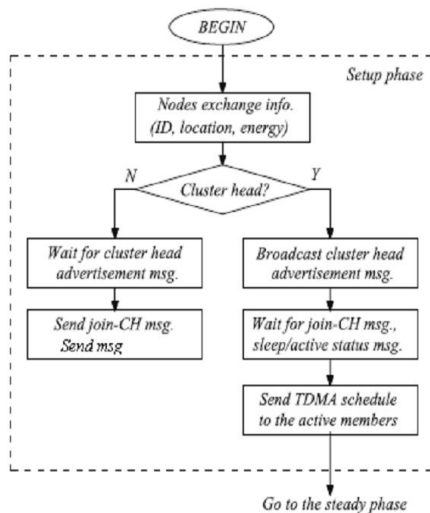 BEGIN
Setup phase
Nodes exchange info.
(ID, location, energy)
N
Y
Cluster head?
Wait for cluster head
advertisement msg.
Broadcast cluster head
advertisement msg.
Send join-CH msg.
Send msg
Wait for join-CH msg.,
sleep/active status msg.
Send TDMA schedule
to the active members
Go to the steady phase